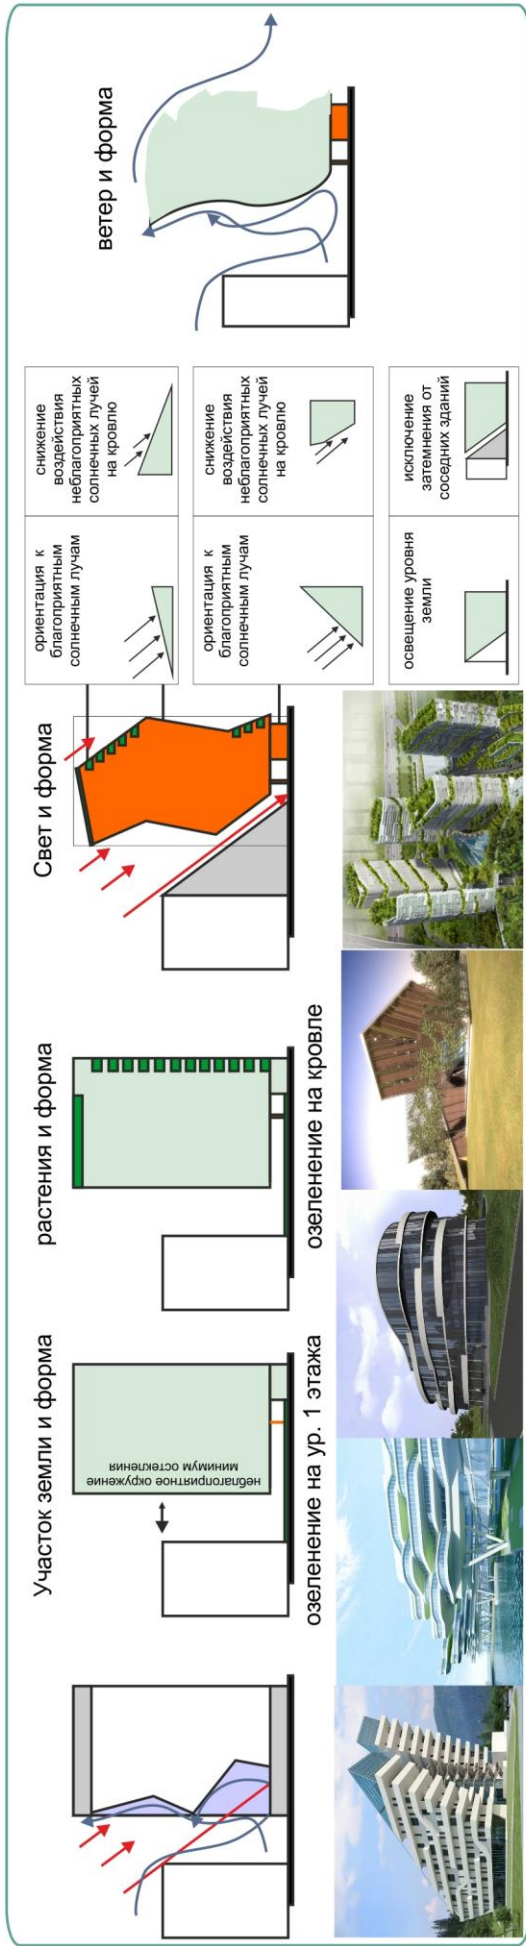 Участок земли и форма
неблагоприятное окружение
минимум остекления
озеленение на ур. 1 этажа
растения и форма
озеленение на кровле
Свет и форма
ориентация к
благоприятным
солнечным лучам
снижение
воздействия
неблагоприятных
солнечных лучей
на кровлю
ориентация к
благоприятным
солнечным лучам
снижение
воздействия
неблагоприятных
солнечных лучей
на кровлю
освещение уровня
земли
исключение
затемнения от
соседних зданий
ветер и форма